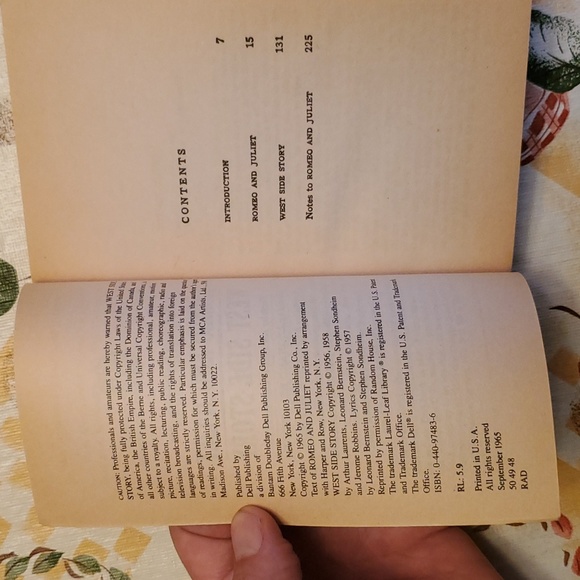 CAUTION: Professionals and amateurs are hereby warned that WEST
STORY, being fully protected under Copyright Laws of the United
of America, the British Empire, including the Dominion of Canada,
all other countries of the Berne and Universal Copyright Conventions,
subject to a royalty. All rights, including professional, amateur,
picture, recitation, lecturing, public reading, choreographic, radio
television broadcasting, and the rights of translation into foreign
languages are strictly reserved. Particular emphasis is laid on the
of readings, permission for which must be secured from the
in writing. All inquiries should be addressed to MCA Artists, Ltd.,
Madison Ave., New York, N.Y. 10022.
Published by
Dell Publishing
a division of
Bantam Doubleday Dell Publishing Group, Inc.
666 Fifth Avenue
New York, New York 10103
Copyright © 1965 by Dell Publishing Co., Inc.
Text of ROMEO AND JULIET reprinted by arrangement
with Harper and Row, New York, N.Y.
WEST SIDE STORY Copyright © 1956, 1958
by Arthur Laurents, Leonard Bernstein, Stephen Sondheim
and Jerome Robbins. Lyrics Copyright © 1957
by Leonard Bernstein and Stephen Sondheim.
Reprinted by permission of Random House, Inc.
The trademark Laurel-Leaf Library ® is registered in the U.S. Patent
and Trademark Office.
The trademark Dell® is registered in the U.S. Patent and Trademark
Office.
ISBN: 0-440-97483-6
RL: 5.9
Printed in U.S.A.
All rights reserved
September 1965
50 49 48
RAD
CONTENTS
INTRODUCTION 7
ROMEO AND JULIET 15
WEST SIDE STORY 131
Notes to ROMEO AND JULIET 225